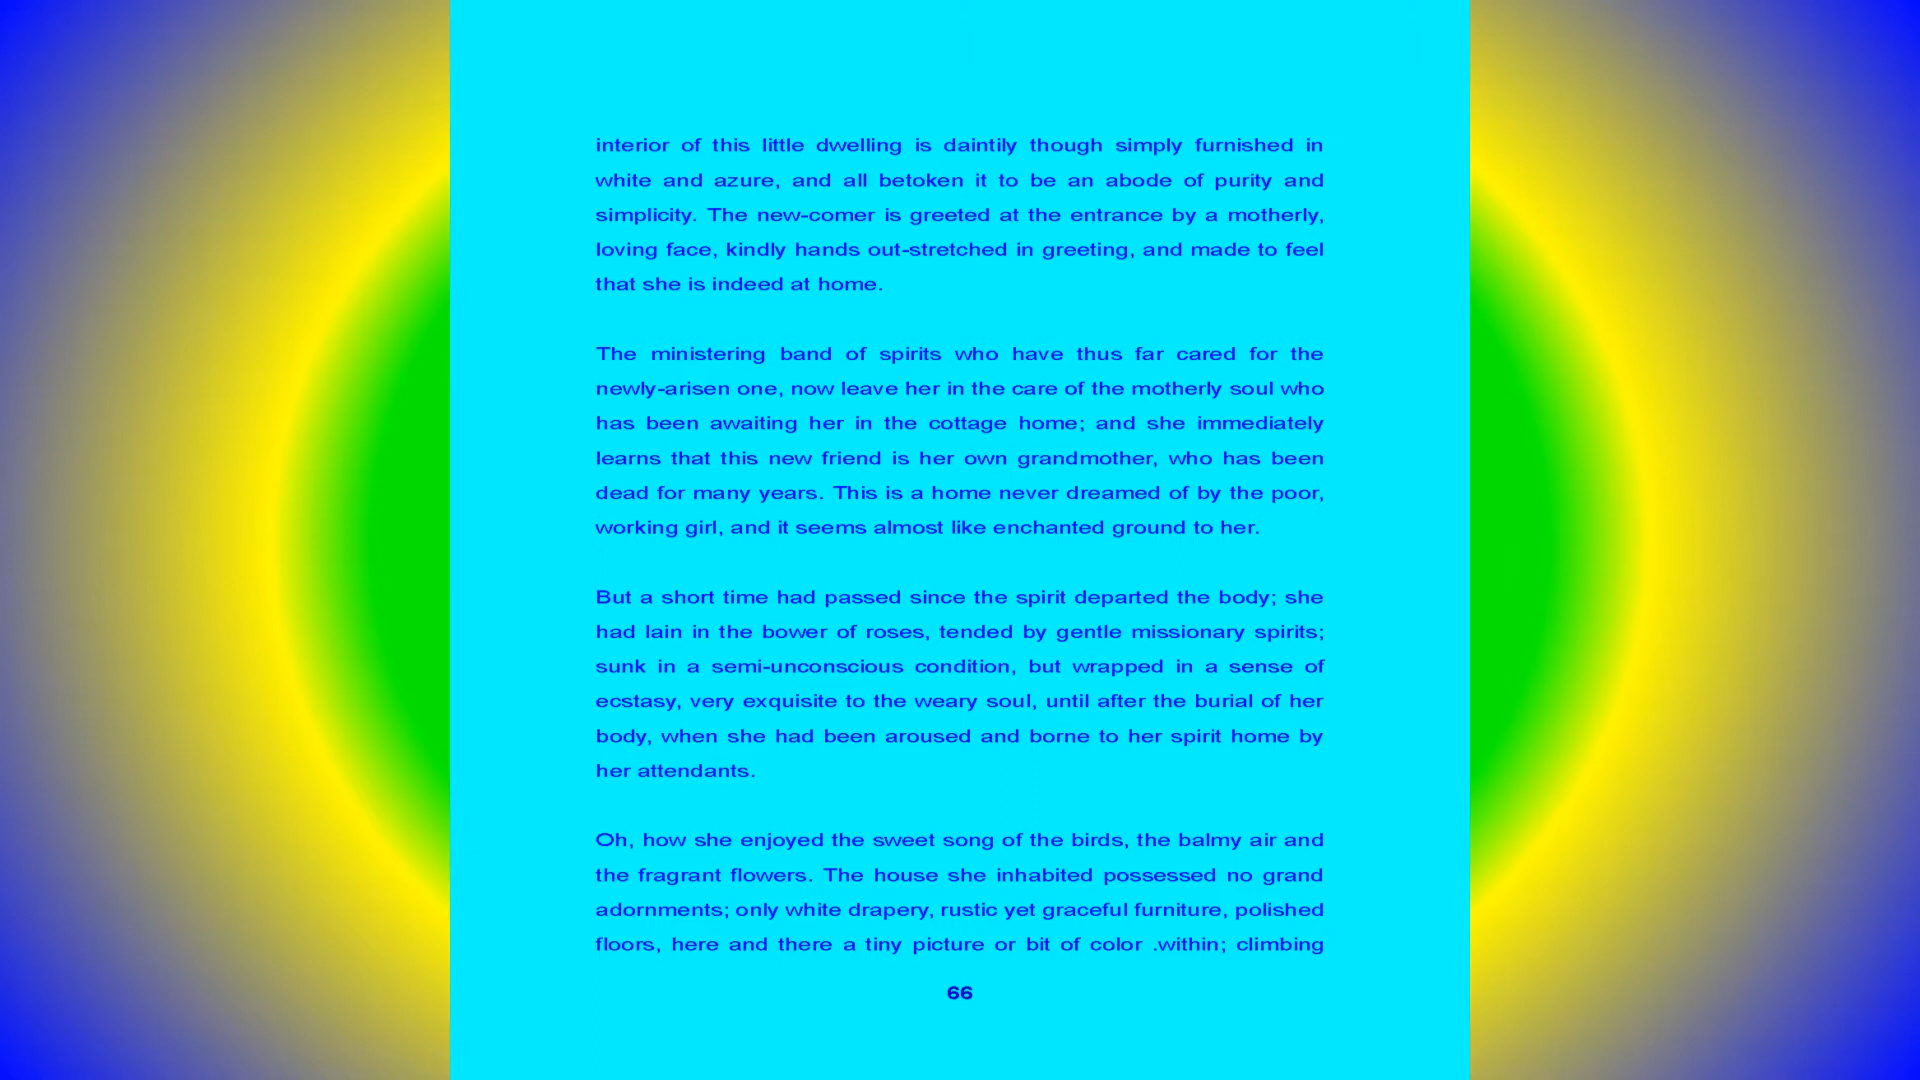 interior of this little dwelling is daintily though simply furnished in
white and azure, and all betoken it to be an abode of purity and
simplicity. The new-comer is greeted at the entrance by a motherly,
loving face, kindly hands out-stretched in greeting, and made to feel
that she is indeed at home.
The ministering band of spirits who have thus far cared for the
newly-arisen one, now leave her in the care of the motherly soul who
has been awaiting her in the cottage home; and she immediately
learns that this new friend is her own grandmother, who has been
dead for many years. This is a home never dreamed of by the poor,
working girl, and it seems almost like enchanted ground to her.
But a short time had passed since the spirit departed the body; she
had lain in the bower of roses, tended by gentle missionary spirits;
sunk in a semi-unconscious condition, but wrapped in a sense of
ecstasy, very exquisite to the weary soul, until after the burial of her
body, when she had been aroused and borne to her spirit home by
her attendants.
Oh, how she enjoyed the sweet song of the birds, the balmy air and
the fragrant flowers. The house she inhabited possessed no grand
adornments; only white drapery, rustic yet graceful furniture, polished
floors, here and there a tiny picture or bit of color .within; climbing
66